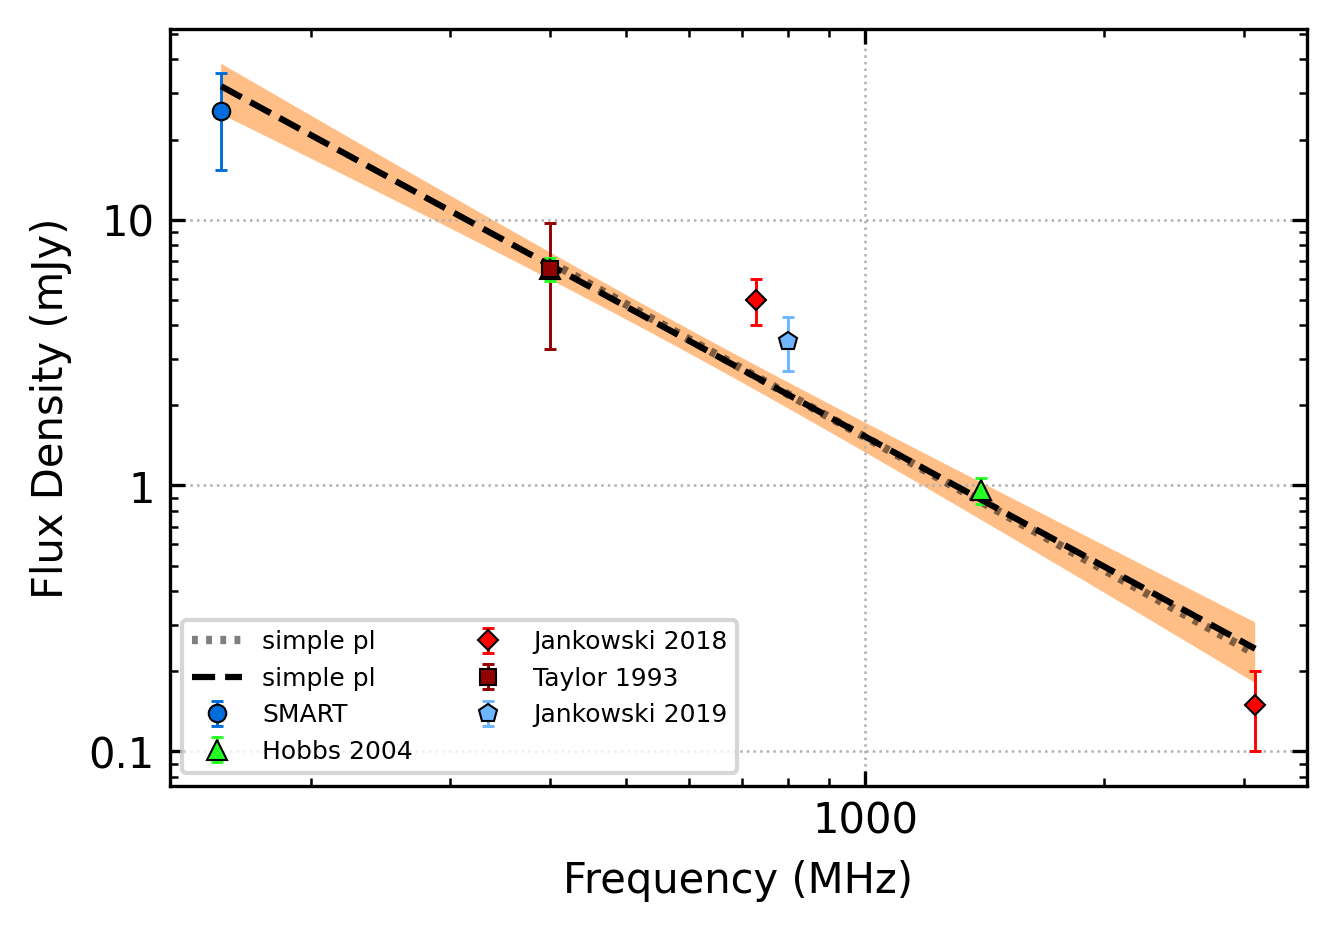 Flux Density (mJy)
10
1
0.1
simple pl
simple pl
SMART
Hobbs 2004
Jankowski 2018
Taylor 1993
Jankowski 2019
1000
Frequency (MHz)